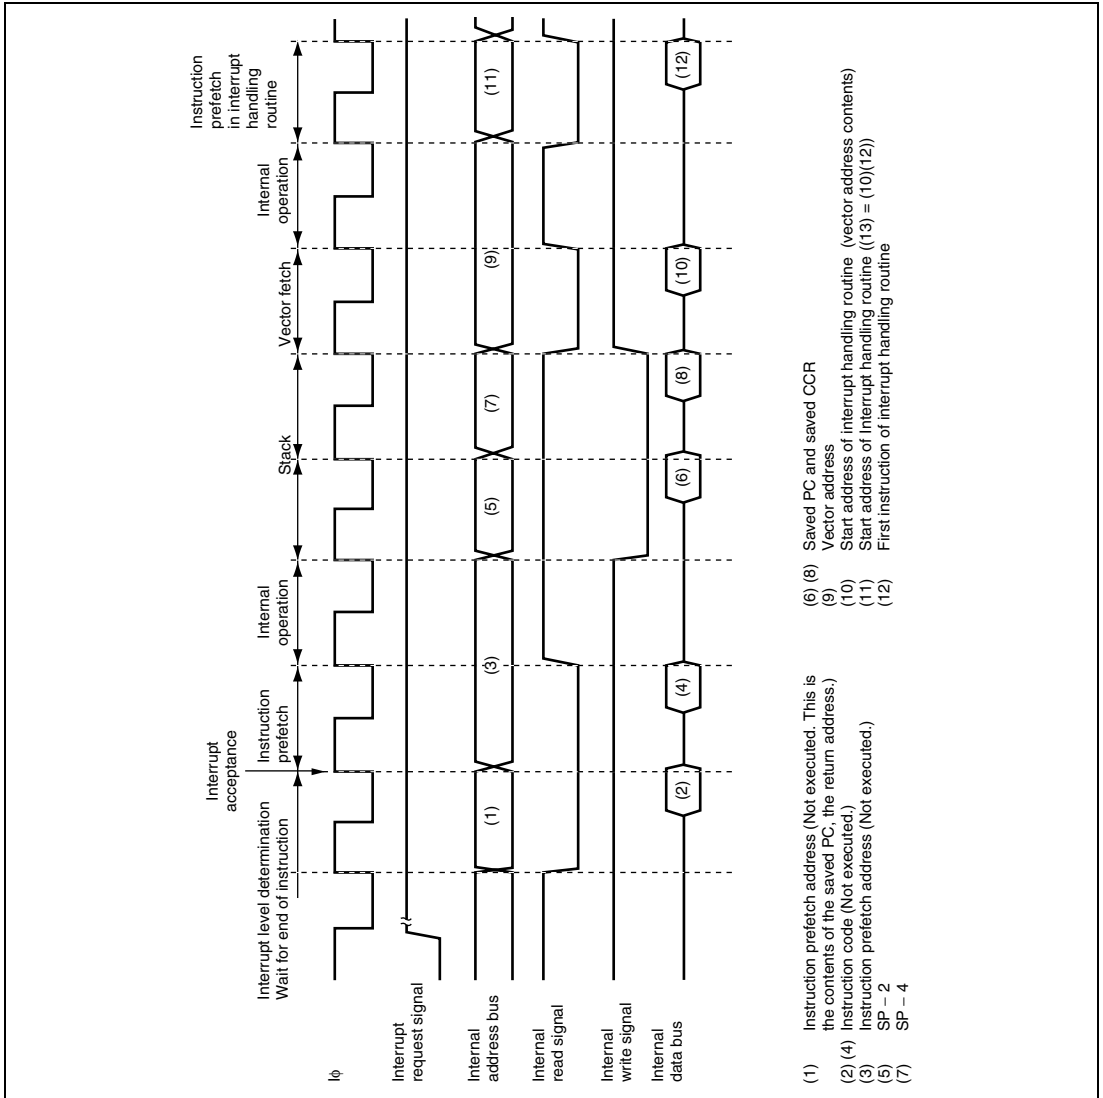 Interrupt level determination
Wait for end of instruction
Interrupt
acceptance
Instruction
prefetch
Internal
operation
Stack
Vector fetch
Internal
operation
Instruction
prefetch
in interrupt
handling
routine
Iϕ
Interrupt
request signal
Internal
address bus
(1)
(3)
(5)
(7)
(9)
(11)
Internal
read signal
Internal
write signal
Internal
data bus
(2)
(4)
(6)
(8)
(10)
(12)
(1) Instruction prefetch address (Not executed. This is
the contents of the saved PC, the return address.)
(2) (4) Instruction code (Not executed.)
(3) Instruction prefetch address (Not executed.)
(5) SP – 2
(7) SP – 4
(6) (8) Saved PC and saved CCR
(9) Vector address
(10) Start address of interrupt handling routine (vector address contents)
(11) Start address of Interrupt handling routine ((13) = (10)(12))
(12) First instruction of interrupt handling routine